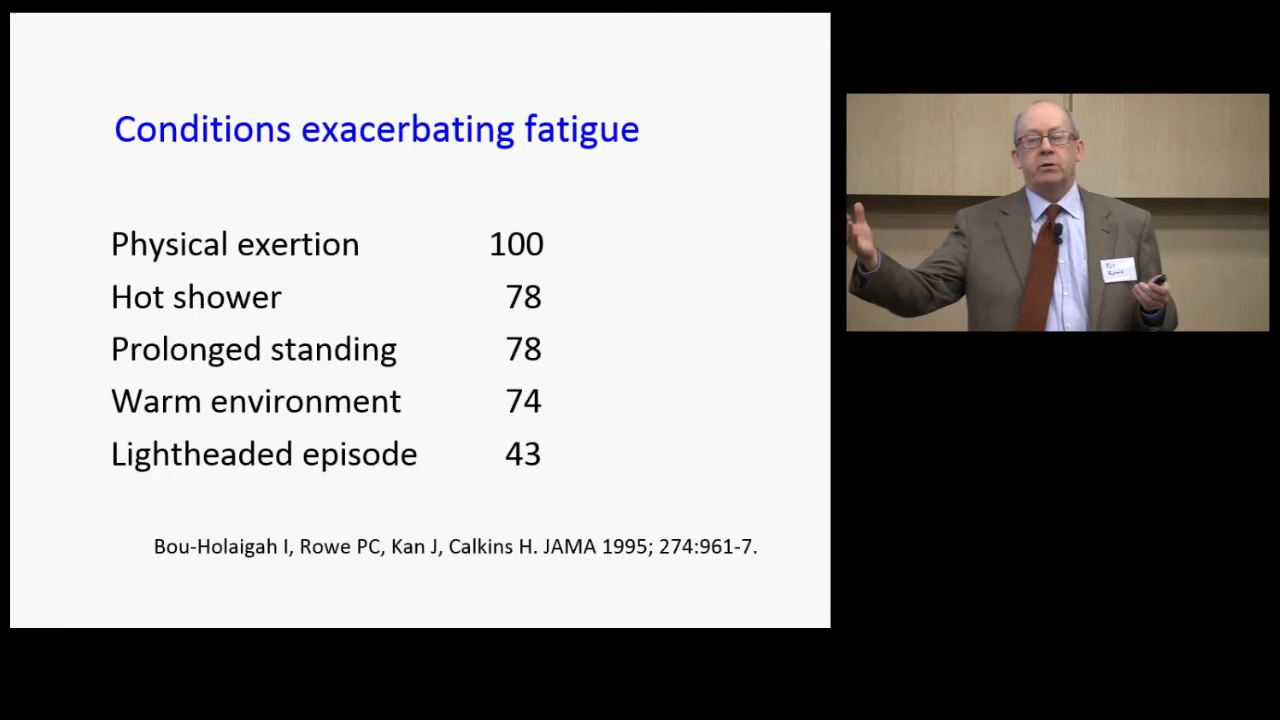 Conditions exacerbating fatigue
Physical exertion 100
Hot shower 78
Prolonged standing 78
Warm environment 74
Lightheaded episode 43
Bou-Holaigah I, Rowe PC, Kan J, Calkins H. JAMA 1995; 274:961-7.